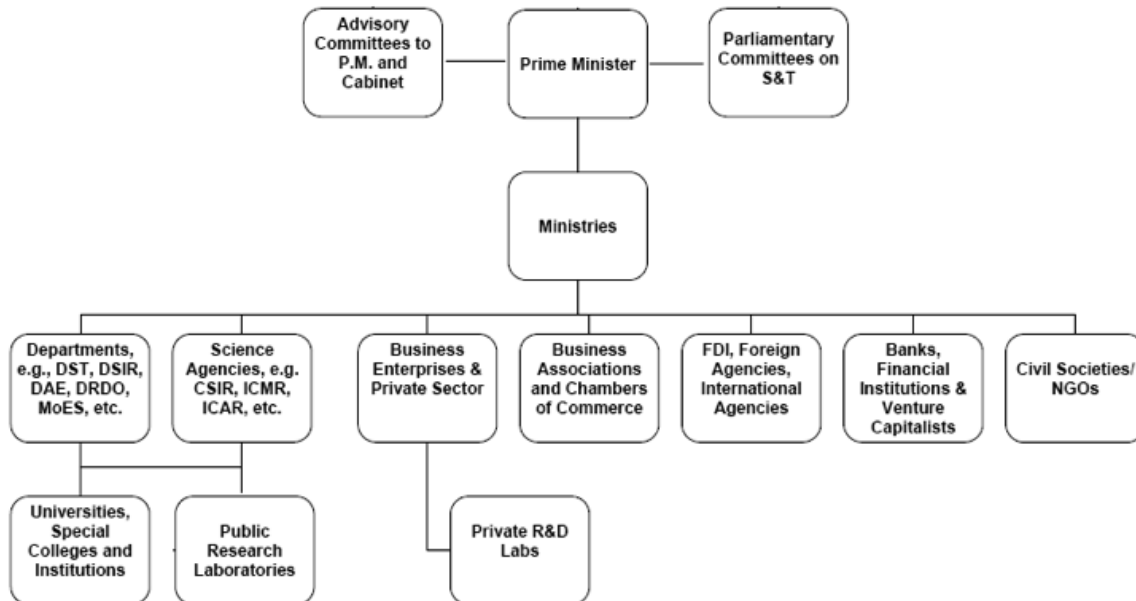 Advisory
Committees to
P.M. and
Cabinet
Prime Minister
Parliamentary
Committees on
S&T
Ministries
Departments,
e.g., DST, DSIR,
DAE, DRDO,
MoES, etc.
Science
Agencies, e.g.
CSIR, ICMR,
ICAR, etc.
Business
Enterprises &
Private Sector
Business
Associations
and Chambers
of Commerce
FDI, Foreign
Agencies,
International
Agencies
Banks,
Financial
Institutions &
Venture
Capitalists
Civil Societies/
NGOs
Universities,
Special
Colleges and
Institutions
Public
Research
Laboratories
Private R&D
Labs